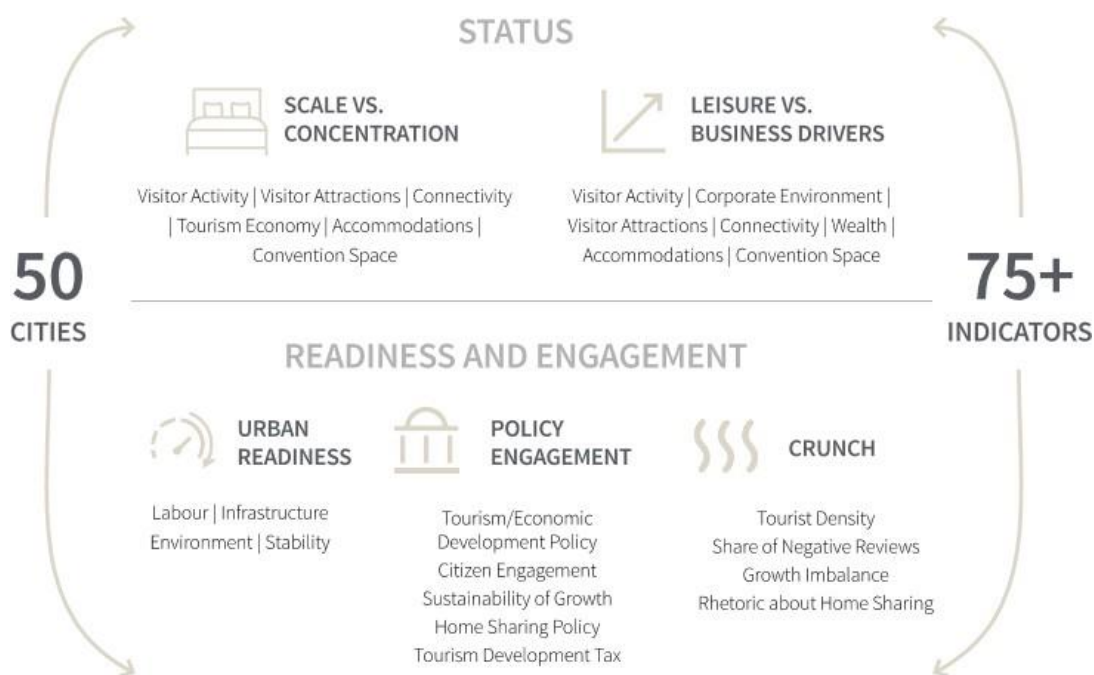 STATUS
SCALE VS.
CONCENTRATION
Visitor Activity | Visitor Attractions | Connectivity
| Tourism Economy | Accommodations |
Convention Space
LEISURE VS.
BUSINESS DRIVERS
Visitor Activity | Corporate Environment |
Visitor Attractions | Connectivity | Wealth |
Accommodations | Convention Space
50
CITIES
75+
INDICATORS
READINESS AND ENGAGEMENT
URBAN
READINESS
Labour | Infrastructure
Environment | Stability
POLICY
ENGAGEMENT
Tourism/Economic
Development Policy
Citizen Engagement
Sustainability of Growth
Home Sharing Policy
Tourism Development Tax
CRUNCH
Tourist Density
Share of Negative Reviews
Growth Imbalance
Rhetoric about Home Sharing